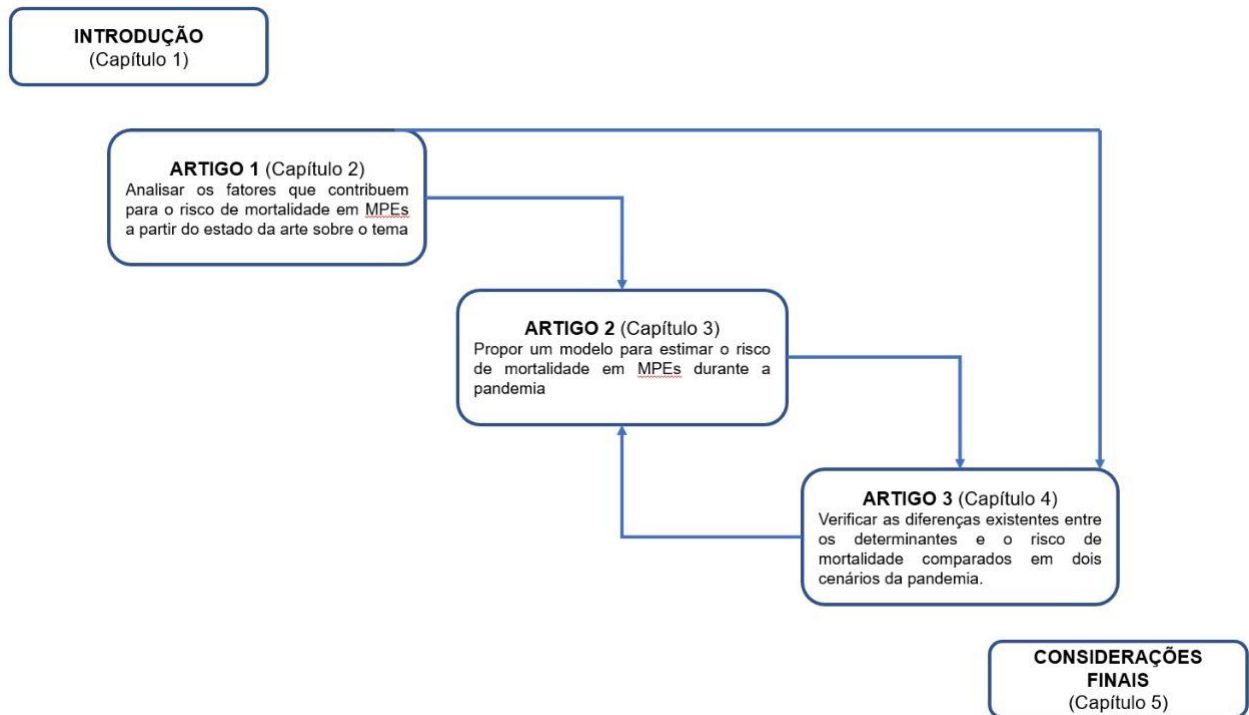 INTRODUÇÃO
(Capítulo 1)
ARTIGO 1 (Capítulo 2)
Analisar os fatores que contribuem
para o risco de mortalidade em MPEs
a partir do estado da arte sobre o tema
ARTIGO 2 (Capítulo 3)
Propor um modelo para estimar o risco
de mortalidade em MPEs durante a
pandemia
ARTIGO 3 (Capítulo 4)
Verificar as diferenças existentes entre
os determinantes e o risco de
mortalidade comparados em dois
cenários da pandemia.
CONSIDERAÇÕES
FINAIS
(Capítulo 5)